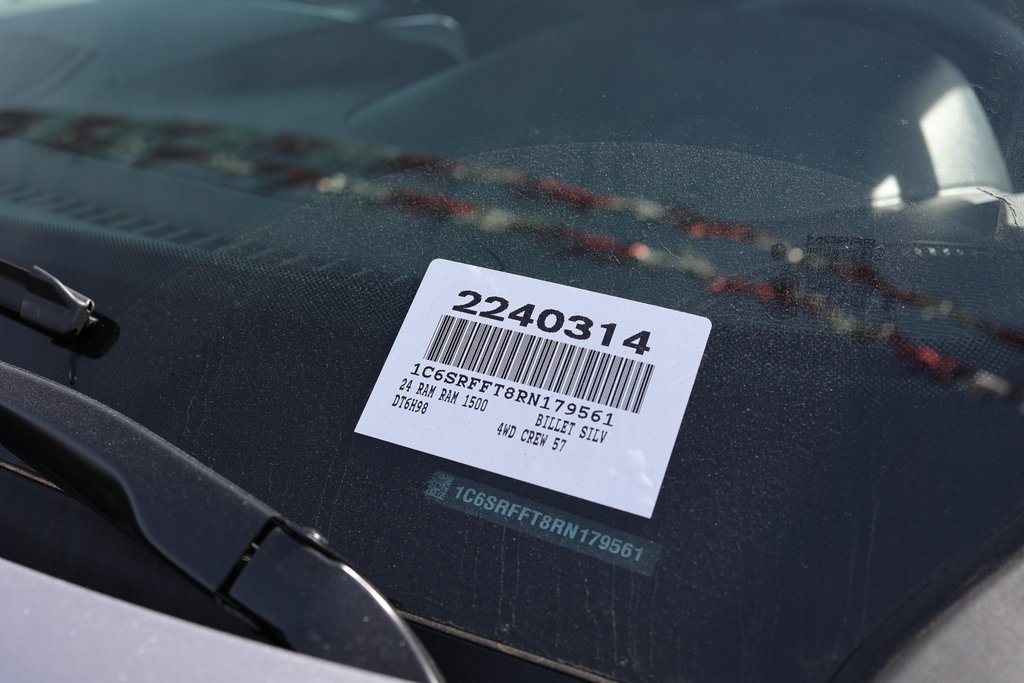 2240314
1C6SRFFT8RN179561
24 RAM RAM 1500 BILLET SILV
DT6H98 4WD CREW 57
1C6SRFFT8RN179561